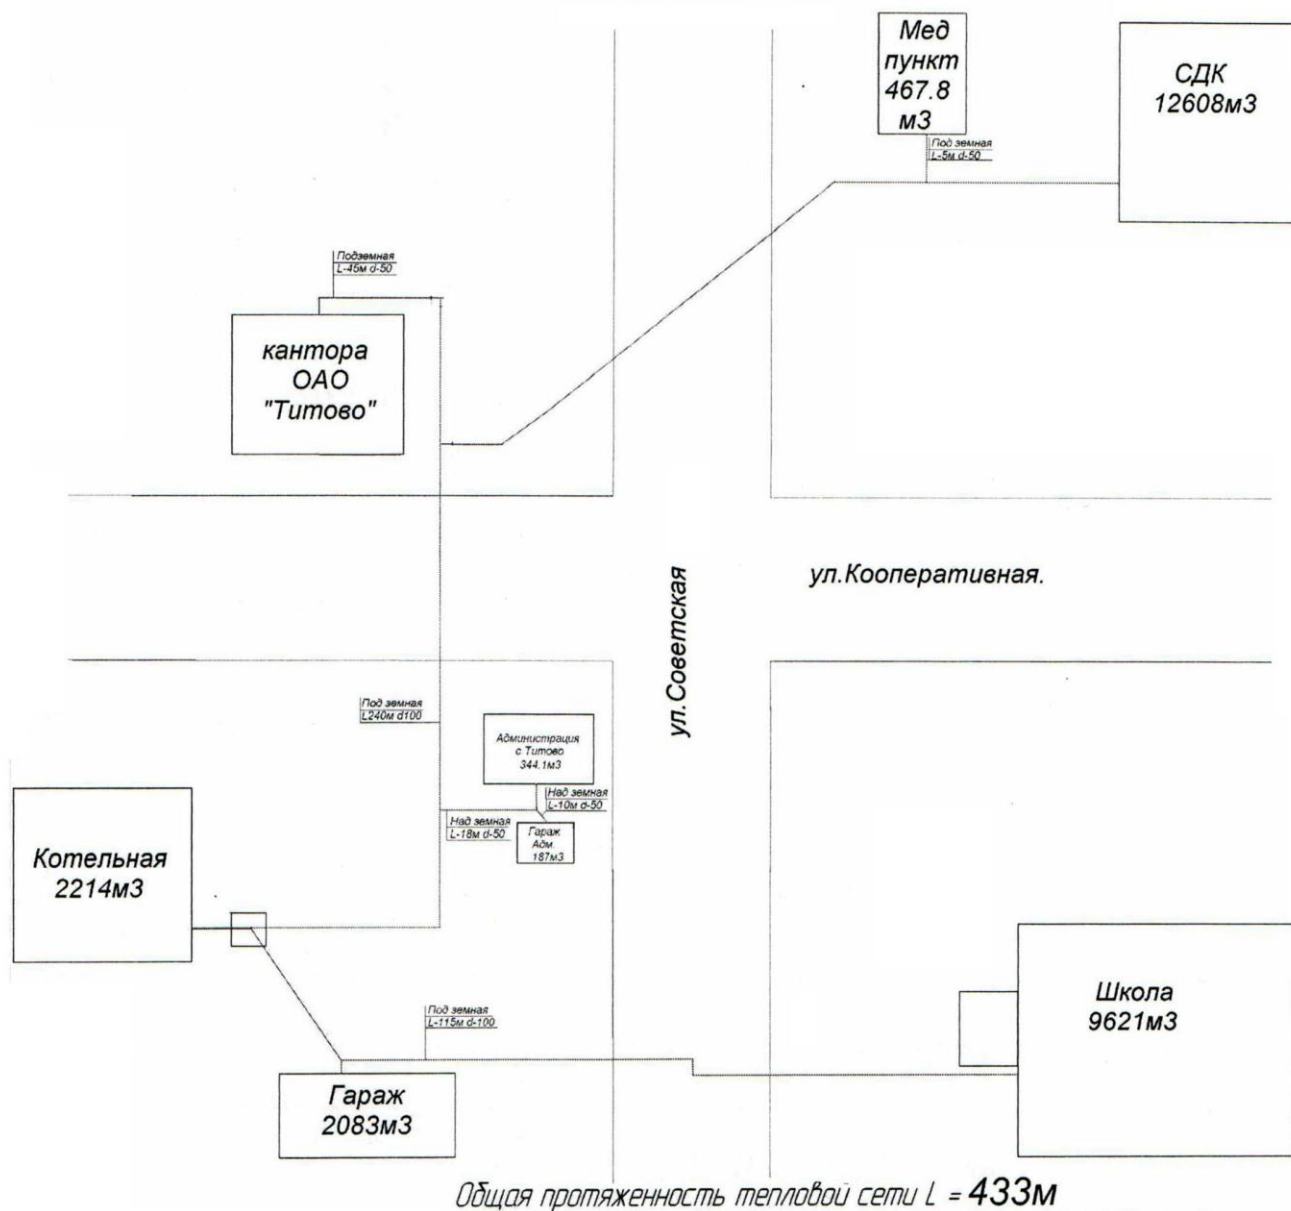 Мед
пункт
467.8
м3
СДК
12608м3
Под земная
L-5м d-50
Подземная
L-45м d-50
кантора
ОАО
"Титово"
ул.Кооперативная.
ул.Советская
Под земная
L240м d100
Администрация
с Титово
344.1м3
Над земная
L-10м d-50
Над земная
L-18м d-50
Гараж
Адм.
187м3
Котельная
2214м3
Под земная
L-115м d-100
Школа
9621м3
Гараж
2083м3
Общая протяженность тепловой сети L = 433м